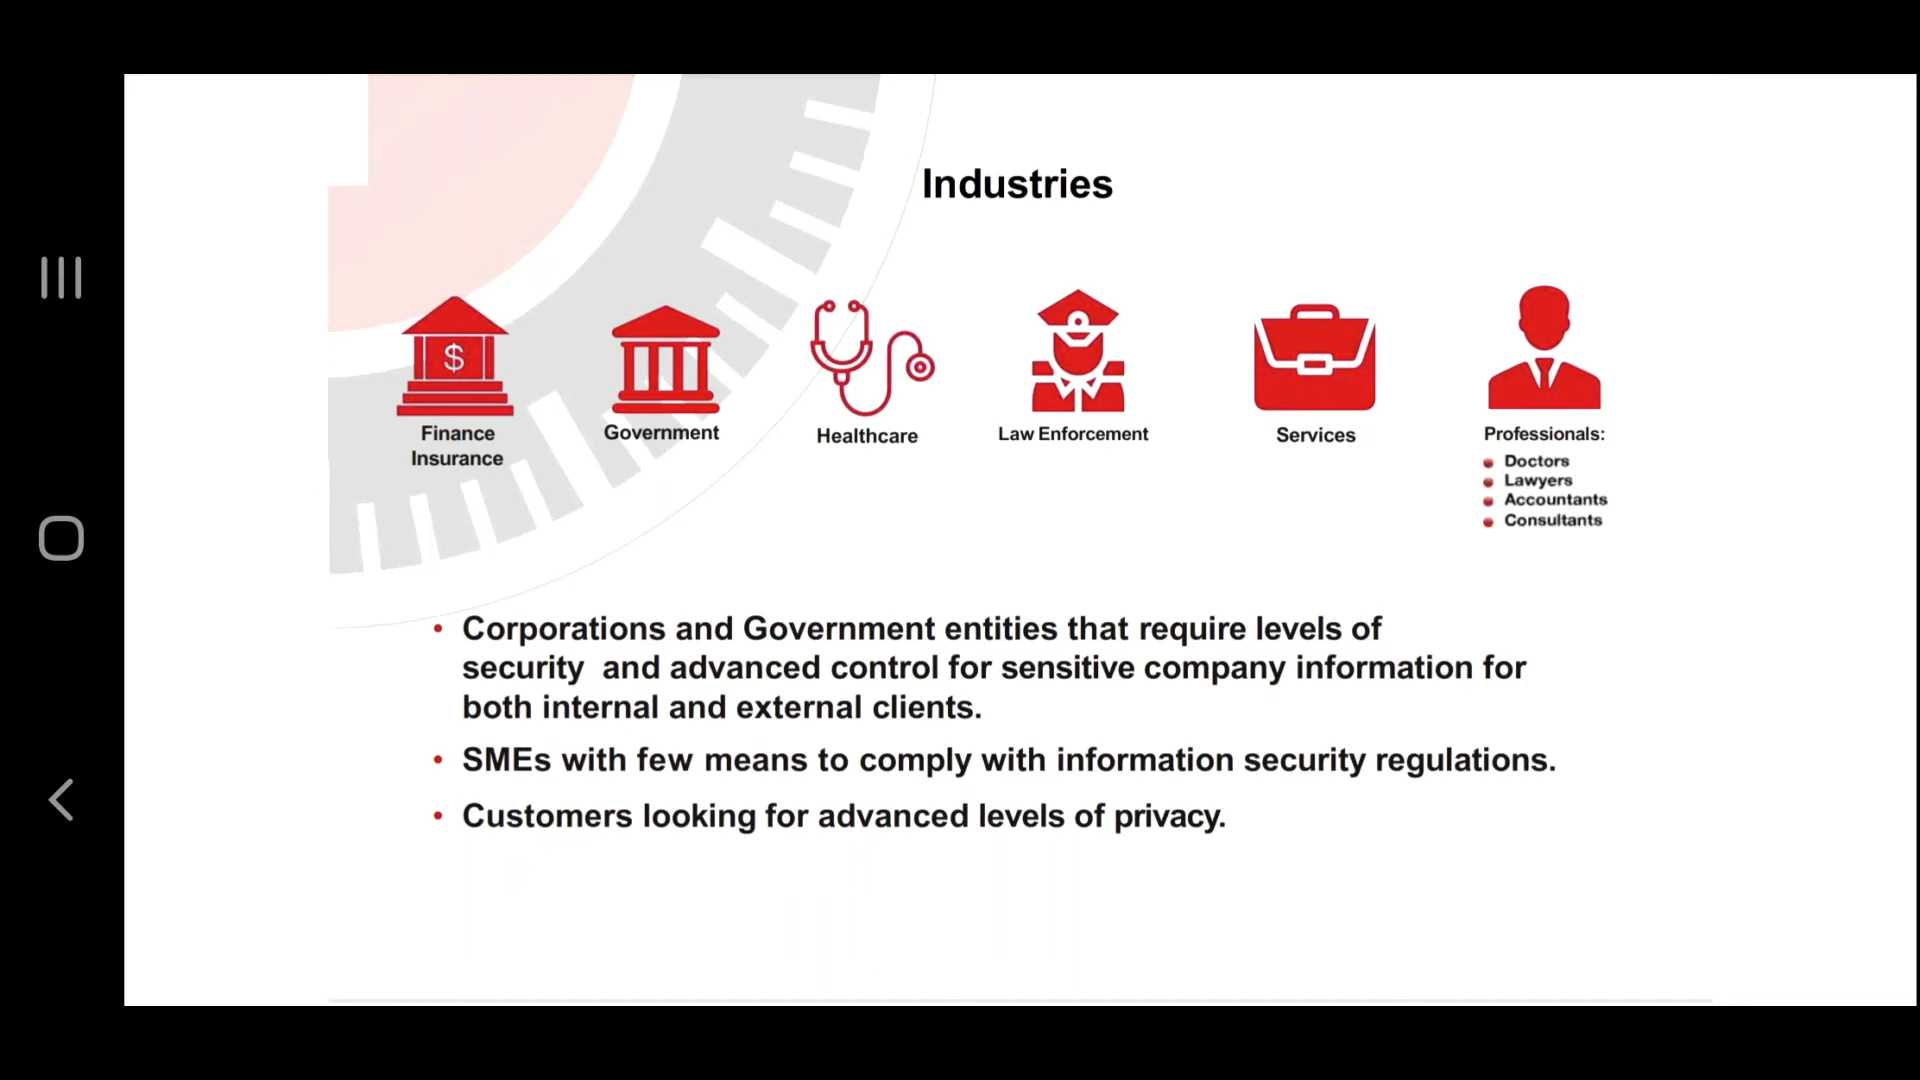 Industries
$
Finance
Insurance
Government
Healthcare
Law Enforcement
Services
Professionals:
Doctors
Lawyers
Accountants
Consultants
• Corporations and Government entities that require levels of
security and advanced control for sensitive company information for
both internal and external clients.
• SMEs with few means to comply with information security regulations.
• Customers looking for advanced levels of privacy.